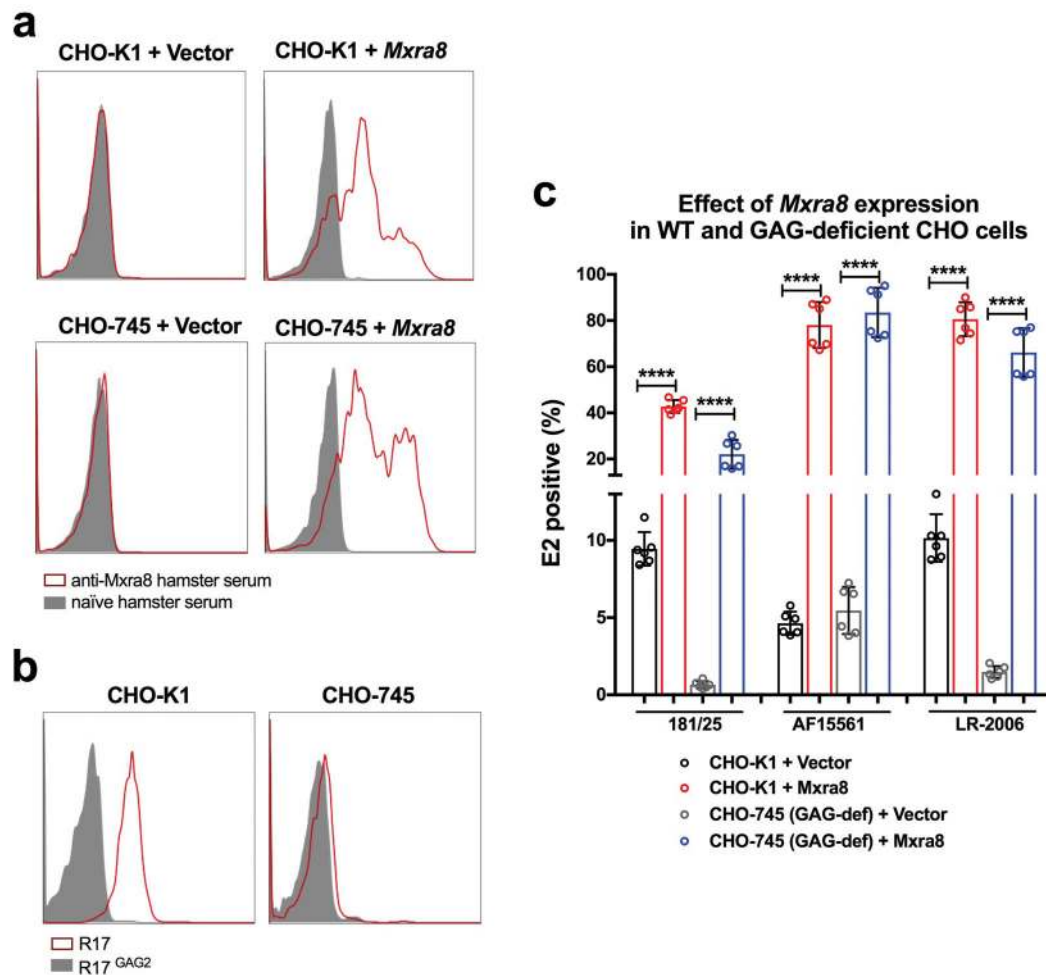 a
CHO-K1 + Vector
CHO-K1 + Mxra8
CHO-745 + Vector
CHO-745 + Mxra8
anti-Mxra8 hamster serum
naïve hamster serum
b
CHO-K1
CHO-745
R17
R17 GAG2
c
Effect of Mxra8 expression
in WT and GAG-deficient CHO cells
E2 positive (%)
100
80
60
40
20
10
5
0
****
****
****
****
****
****
181/25
AF15561
LR-2006
CHO-K1 + Vector
CHO-K1 + Mxra8
CHO-745 (GAG-def) + Vector
CHO-745 (GAG-def) + Mxra8